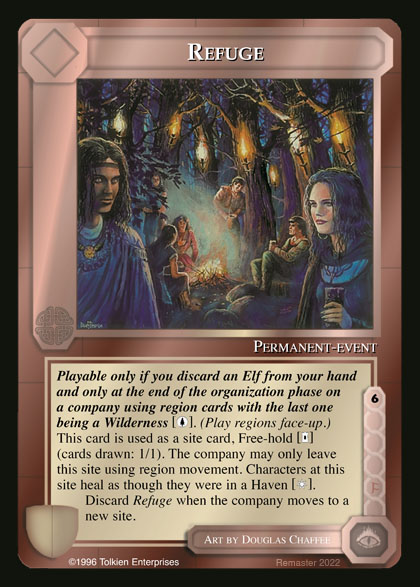 Refuge
Permanent-event
Playable only if you discard an Elf from your hand
and only at the end of the organization phase on
a company using region cards with the last one
being a Wilderness [ ]. (Play regions face-up.)
This card is used as a site card, Free-hold [ ]
(cards drawn: 1/1). The company may only leave
this site using region movement. Characters at this
site heal as though they were in a Haven [ ].
Discard Refuge when the company moves to a
new site.
6
R
Art by Douglas Chaffee
©1996 Tolkien Enterprises
Remaster 2022